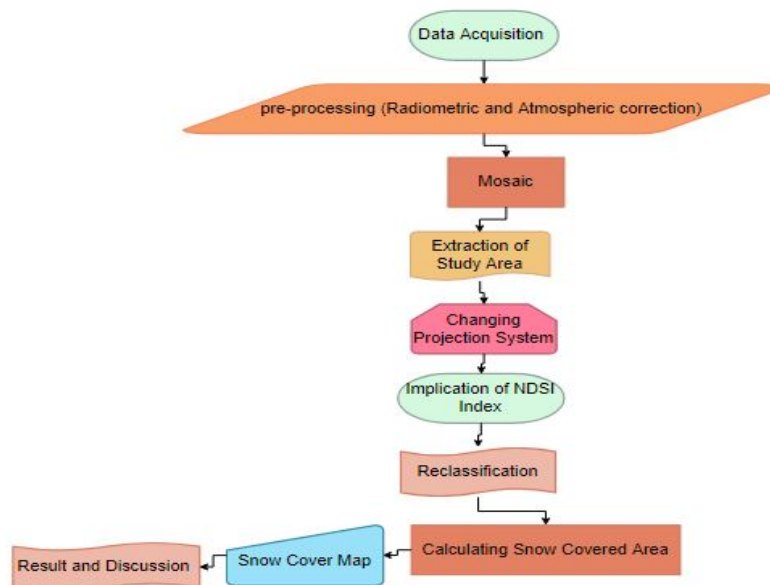 Data Acquisition
pre-processing (Radiometric and Atmospheric correction)
Mosaic
Extraction of
Study Area
Changing
Projection System
Implication of NDSI
Index
Reclassification
Calculating Snow Covered Area
Snow Cover Map
Result and Discussion